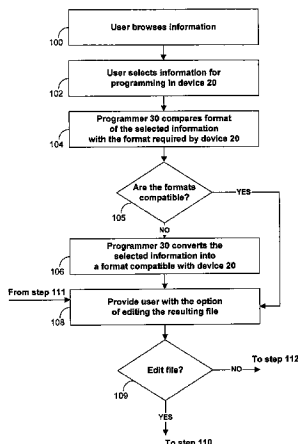 User browses information
100
User selects information for
programming in device 20
102
Programmer 30 compares format
of the selected information
with the format required by device 20
104
Are the formats
compatible?
YES
105
NO
Programmer 30 converts the
selected information into
a format compatible with device 20
106
From step 111
Provide user with the option
of editing the resulting file
108
Edit file?
NO
To step 112
109
YES
To step 110